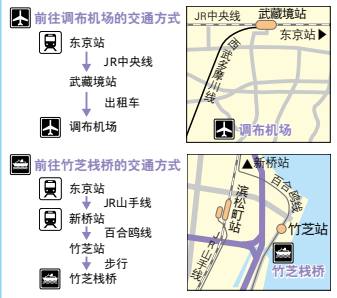 前往调布机场的交通方式
东京站
JR中央线
武藏境站
出租车
调布机场
JR中央线
武藏境站
东京站▶
西武多摩川线
调布机场
前往竹芝栈桥的交通方式
东京站
JR山手线
新桥站
百合鸥线
竹芝站
步行
竹芝栈桥
▲新桥站
百合鸥线
滨松町站
竹芝站
JR山手线
竹芝栈桥